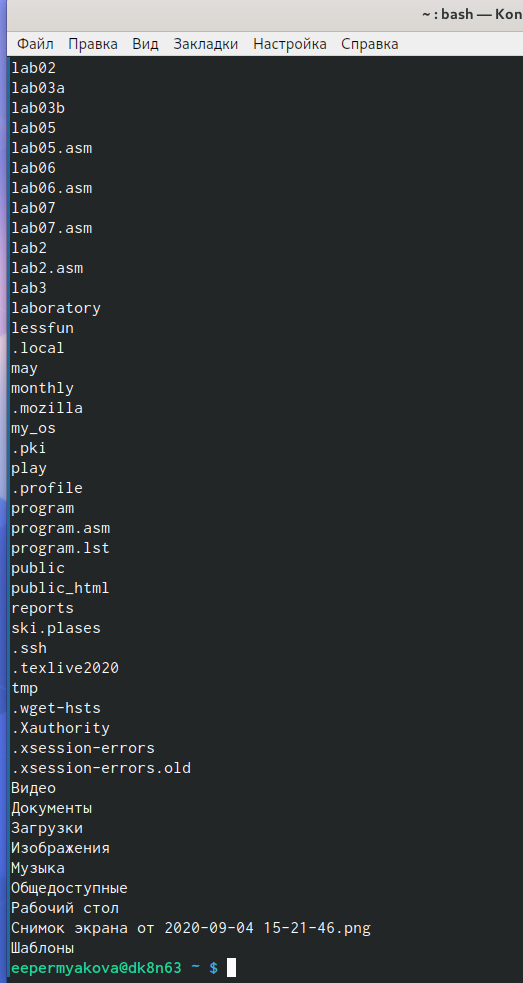 ~ : bash — Kon
Файл Правка Вид Закладки Настройка Справка
lab02
lab03a
lab03b
lab05
lab05.asm
lab06
lab06.asm
lab07
lab07.asm
lab2
lab2.asm
lab3
laboratory
lessfun
.local
may
monthly
.mozilla
my_os
.pki
play
.profile
program
program.asm
program.lst
public
public_html
reports
ski.plases
.ssh
.texlive2020
tmp
.wget-hsts
.Xauthority
.xsession-errors
.xsession-errors.old
Видео
Документы
Загрузки
Изображения
Музыка
Общедоступные
Рабочий стол
Снимок экрана от 2020-09-04 15-21-46.png
Шаблоны
eepermyakova@dk8n63 ~ $